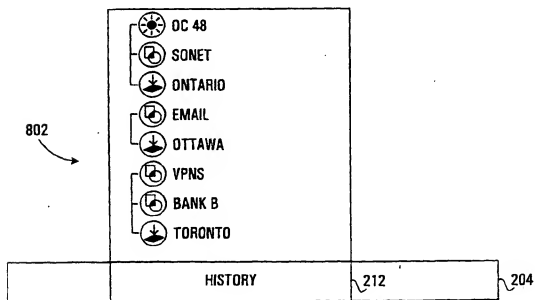 OC 48
SONET
ONTARIO
EMAIL
802
OTTAWA
VPNS
BANK B
TORONTO
HISTORY
212
204